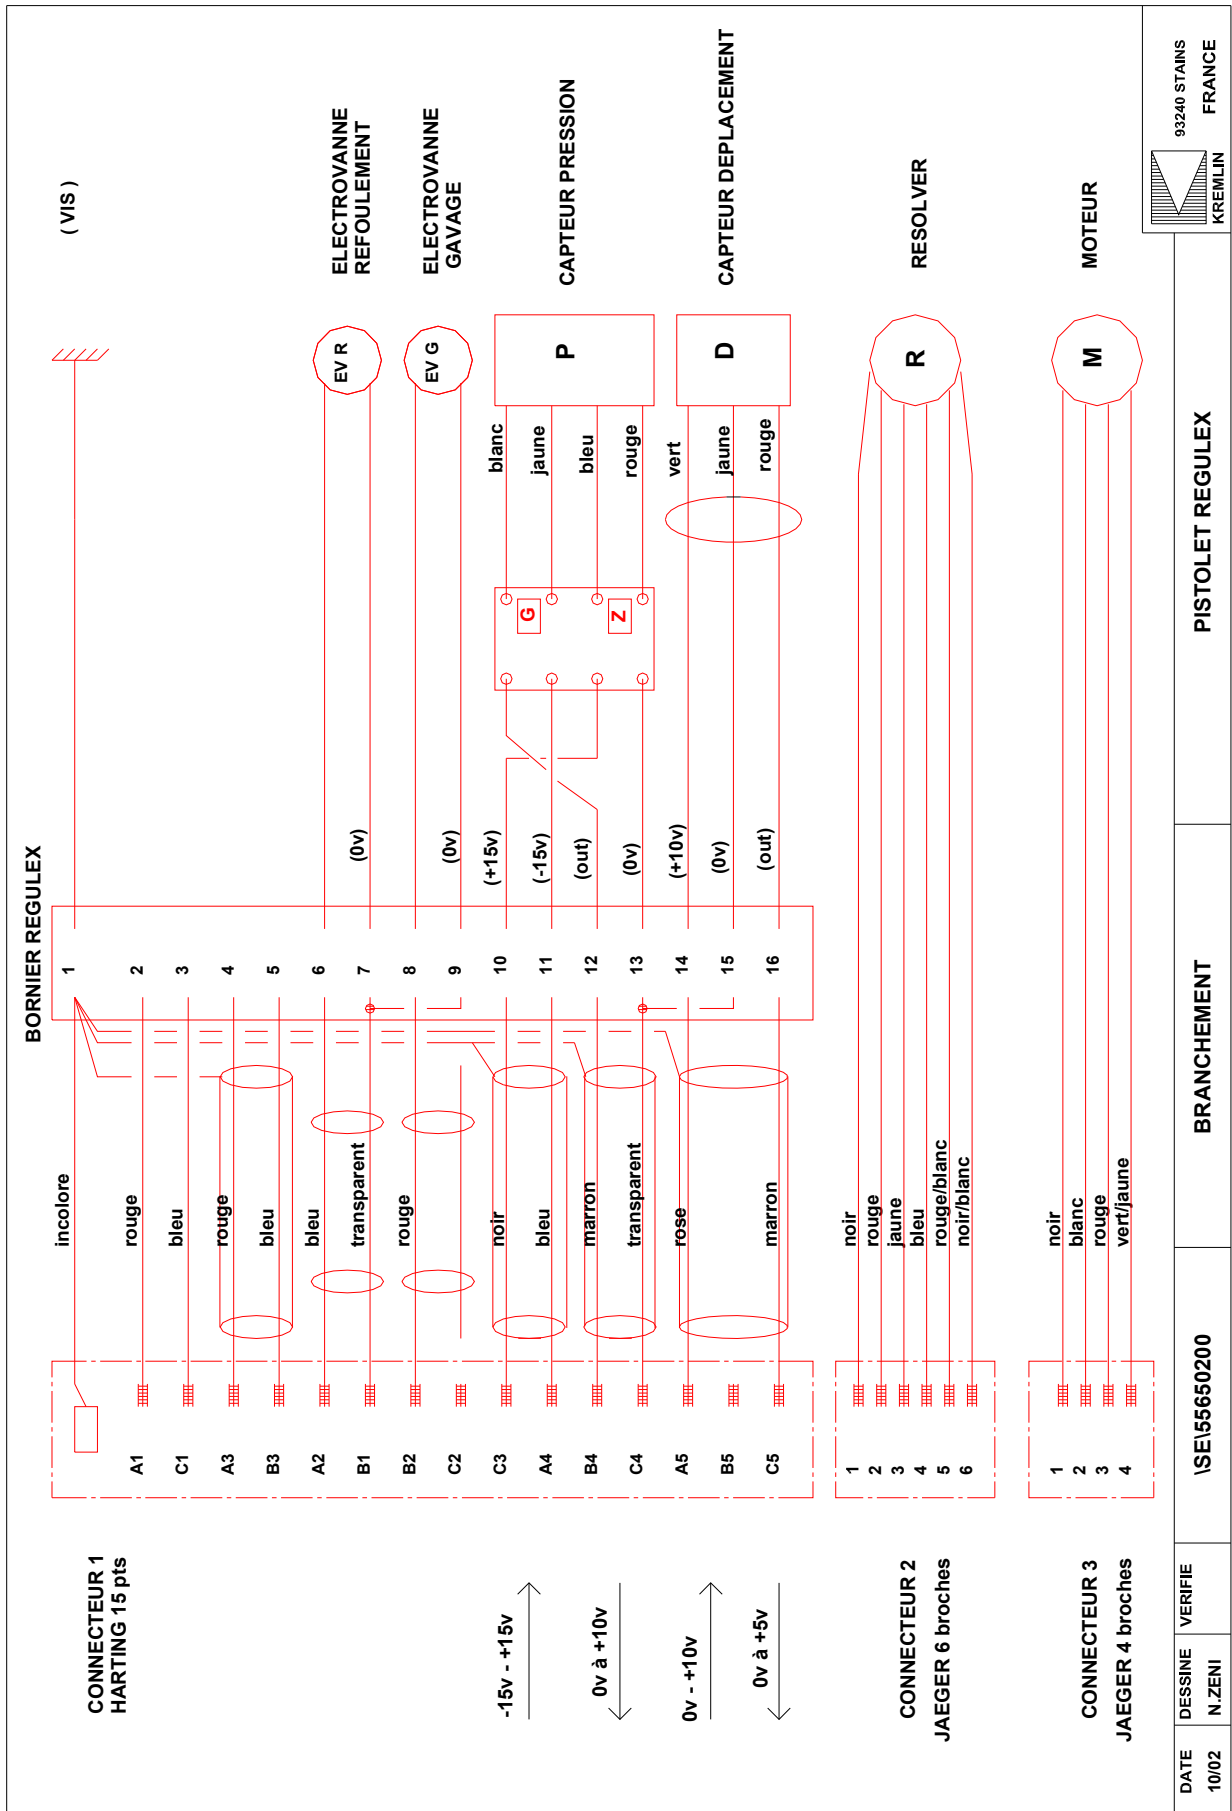 CONNECTEUR 1
HARTING 15 pts
BORNIER REGULEX
( VIS )
incolore
1
A1
rouge
2
C1
bleu
3
A3
rouge
4
B3
bleu
5
A2
bleu
6
B1
transparent
7
(0v)
EV R
ELECTROVANNE
REFOULEMENT
B2
rouge
8
C2
9
(0v)
EV G
ELECTROVANNE
GAVAGE
-15v - +15v
C3
noir
10
(+15v)
blanc
A4
bleu
11
(-15v)
G
jaune
P
CAPTEUR PRESSION
0v à +10v
B4
marron
12
(out)
bleu
C4
transparent
13
(0v)
Z
rouge
0v - +10v
A5
rose
14
(+10v)
vert
B5
15
(0v)
jaune
D
CAPTEUR DEPLACEMENT
0v à +5v
C5
marron
16
(out)
rouge
CONNECTEUR 2
JAEGER 6 broches
1
noir
2
rouge
3
jaune
4
bleu
5
rouge/blanc
6
noir/blanc
R
RESOLVER
CONNECTEUR 3
JAEGER 4 broches
1
noir
2
blanc
3
rouge
4
vert/jaune
M
MOTEUR
DATE
10/02
DESSINE
N.ZENI
VERIFIE
\SE\55650200
BRANCHEMENT
PISTOLET REGULEX
KREMLIN
93240 STAINS
FRANCE